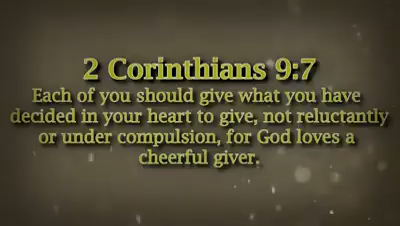 2 Corinthians 9:7
Each of you should give what you have
decided in your heart to give, not reluctantly
or under compulsion, for God loves a
cheerful giver.